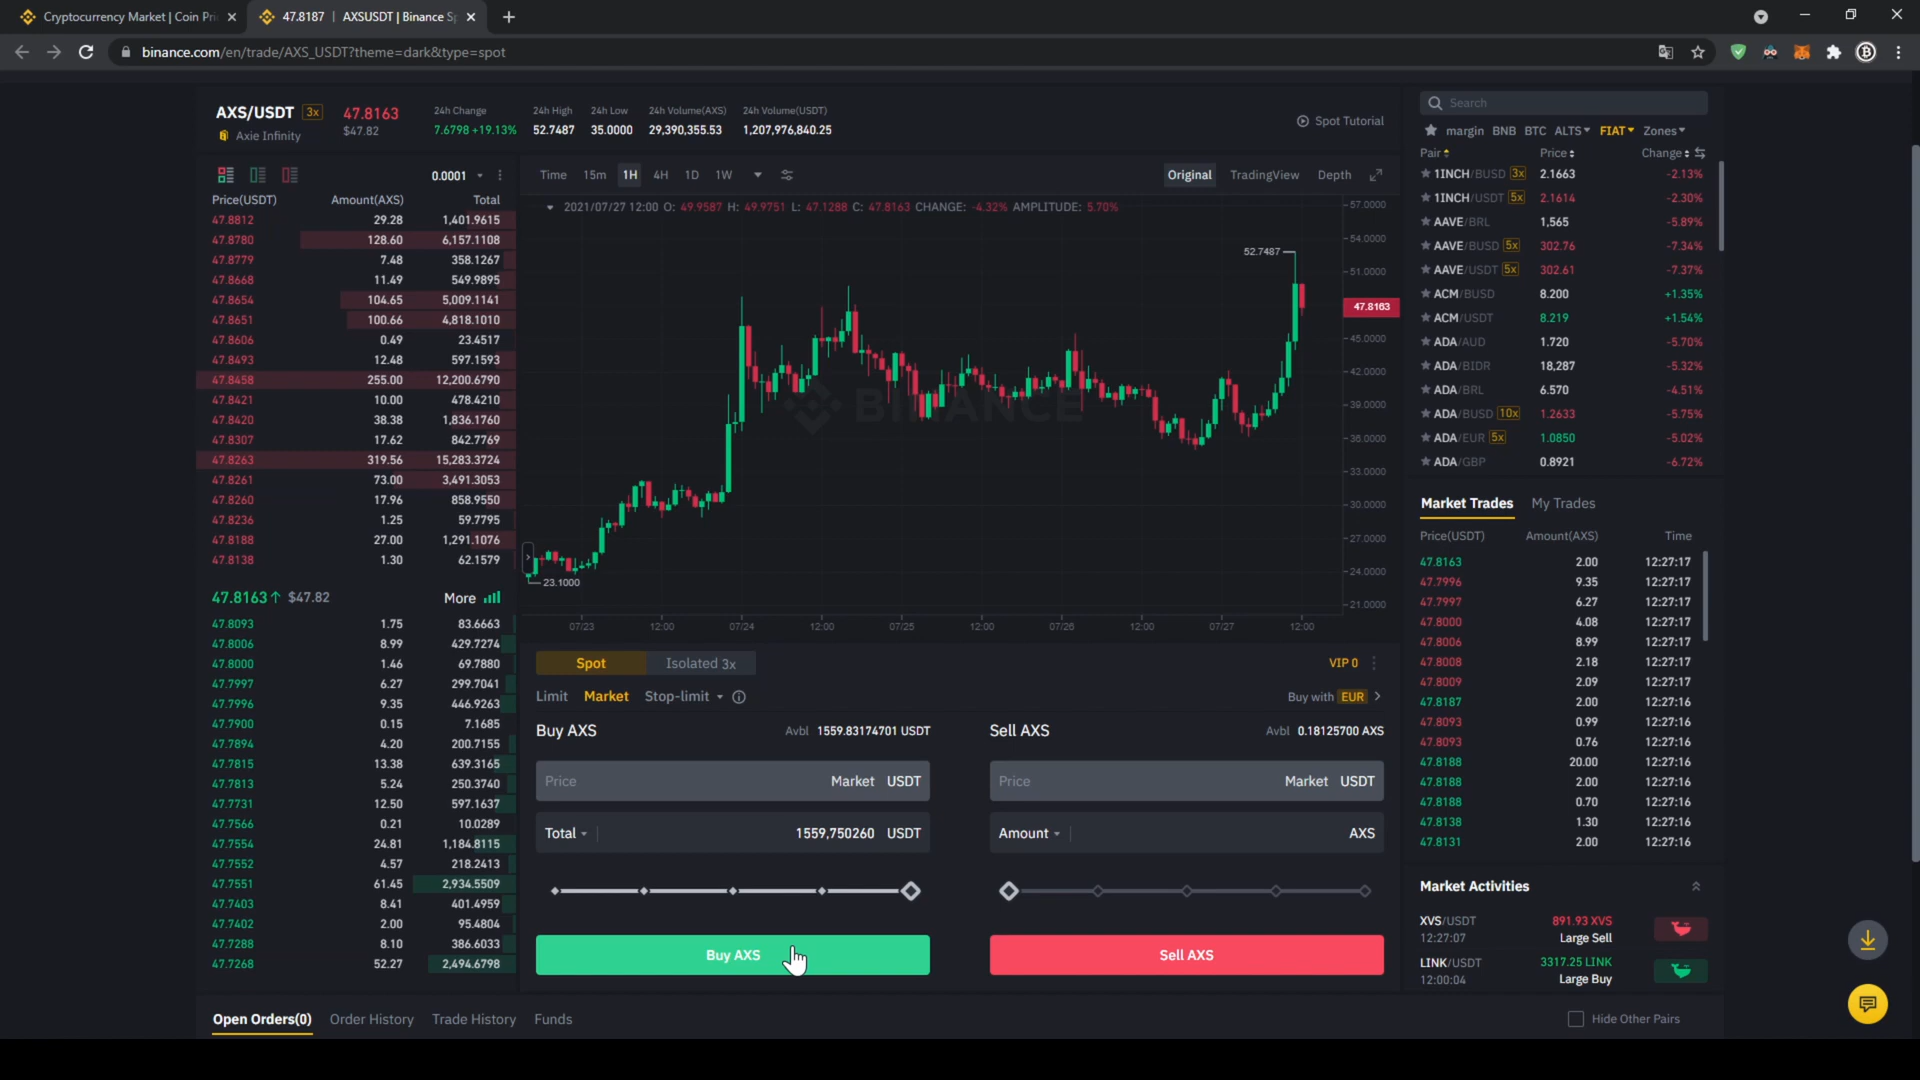 Cryptocurrency Market | Coin Pri
47.8187 | AXSUSDT | Binance Sp
binance.com/en/trade/AXS_USDT?theme=dark&type=spot
AXS/USDT 3x
Axie Infinity
47.8163
$47.82
24h Change
7.6798 +19.13%
24h High
52.7487
24h Low
35.0000
24h Volume(AXS)
29,390,355.53
24h Volume(USDT)
1,207,976,840.25
Spot Tutorial
0.0001
Price(USDT) Amount(AXS) Total
47.8812 29.28 1,401.9615
47.8780 128.60 6,157.1108
47.8779 7.48 358.1267
47.8668 11.49 549.9895
47.8654 104.65 5,009.1141
47.8651 100.66 4,818.1010
47.8606 0.49 23.4517
47.8493 12.48 597.1593
47.8458 255.00 12,200.6790
47.8421 10.00 478.4210
47.8420 38.38 1,836.1760
47.8307 17.62 842.7769
47.8263 319.56 15,283.3724
47.8261 73.00 3,491.3053
47.8260 17.96 858.9550
47.8236 1.25 59.7795
47.8188 27.00 1,291.1076
47.8138 1.30 62.1579
47.8163↑ $47.82 More
47.8093 1.75 83.6663
47.8006 8.99 429.7274
47.8000 1.46 69.7880
47.7997 6.27 299.7041
47.7996 9.35 446.9263
47.7900 0.15 7.1685
47.7894 4.20 200.7155
47.7815 13.38 639.3165
47.7813 5.24 250.3740
47.7731 12.50 597.1637
47.7566 0.21 10.0289
47.7554 24.81 1,184.8115
47.7552 4.57 218.2413
47.7551 61.45 2,934.5509
47.7403 8.41 401.4959
47.7402 2.00 95.4804
47.7288 8.10 386.6033
47.7268 52.27 2,494.6798
Time 15m 1H 4H 1D 1W
Original TradingView Depth
2021/07/27 12:00 O: 49.9587 H: 49.9751 L: 47.1288 C: 47.8163 CHANGE: -4.32% AMPLITUDE: 5.70%
52.7487
23.1000
BINANCE
57.0000
54.0000
51.0000
47.8163
45.0000
42.0000
39.0000
36.0000
33.0000
30.0000
27.0000
24.0000
21.0000
07/23 12:00 07/24 12:00 07/25 12:00 07/26 12:00 07/27 12:00
Spot Isolated 3x
VIP 0
Limit Market Stop-limit
Buy with EUR
Buy AXS
Avbl 1559.83174701 USDT
Price Market USDT
Total 1559,750260 USDT
Buy AXS
Sell AXS
Avbl 0.18125700 AXS
Price Market USDT
Amount AXS
Sell AXS
Search
margin BNB BTC ALTS FIAT Zones
Pair Price Change
1INCH/BUSD 3x 2.1663 -2.13%
1INCH/USDT 5x 2.1614 -2.30%
AAVE/BRL 1,565 -5.89%
AAVE/BUSD 5x 302.76 -7.34%
AAVE/USDT 5x 302.61 -7.37%
ACM/BUSD 8.200 +1.35%
ACM/USDT 8.219 +1.54%
ADA/AUD 1.720 -5.70%
ADA/BIDR 18,287 -5.32%
ADA/BRL 6.570 -4.51%
ADA/BUSD 10x 1.2633 -5.75%
ADA/EUR 5x 1.0850 -5.02%
ADA/GBP 0.8921 -6.72%
Market Trades My Trades
Price(USDT) Amount(AXS) Time
47.8163 2.00 12:27:17
47.7996 9.35 12:27:17
47.7997 6.27 12:27:17
47.8000 4.08 12:27:17
47.8006 8.99 12:27:17
47.8008 2.18 12:27:17
47.8009 2.09 12:27:17
47.8187 2.00 12:27:16
47.8093 0.99 12:27:16
47.8093 0.76 12:27:16
47.8188 20.00 12:27:16
47.8188 2.00 12:27:16
47.8188 0.70 12:27:16
47.8138 1.30 12:27:16
47.8131 2.00 12:27:16
Market Activities
XVS/USDT 891.93 XVS
12:27:07 Large Sell
LINK/USDT 3317.25 LINK
12:00:04 Large Buy
Open Orders(0) Order History Trade History Funds
Hide Other Pairs